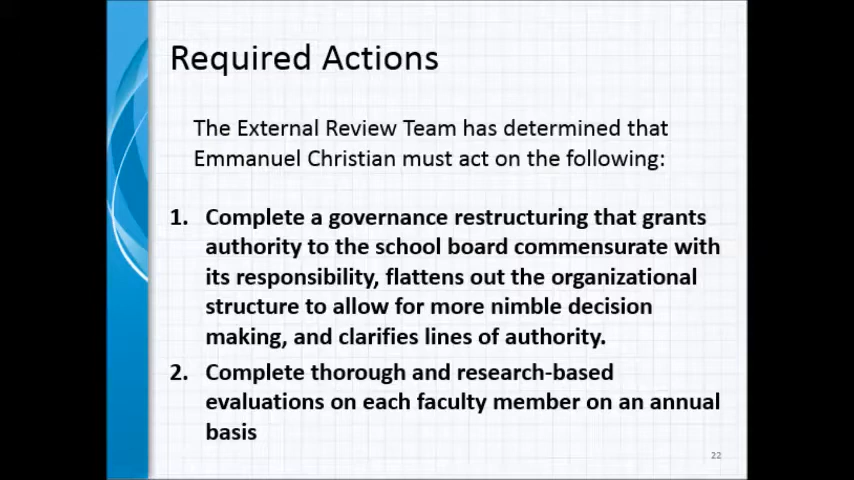 Required Actions
The External Review Team has determined that
Emmanuel Christian must act on the following:
1. Complete a governance restructuring that grants
authority to the school board commensurate with
its responsibility, flattens out the organizational
structure to allow for more nimble decision
making, and clarifies lines of authority.
2. Complete thorough and research-based
evaluations on each faculty member on an annual
basis
22